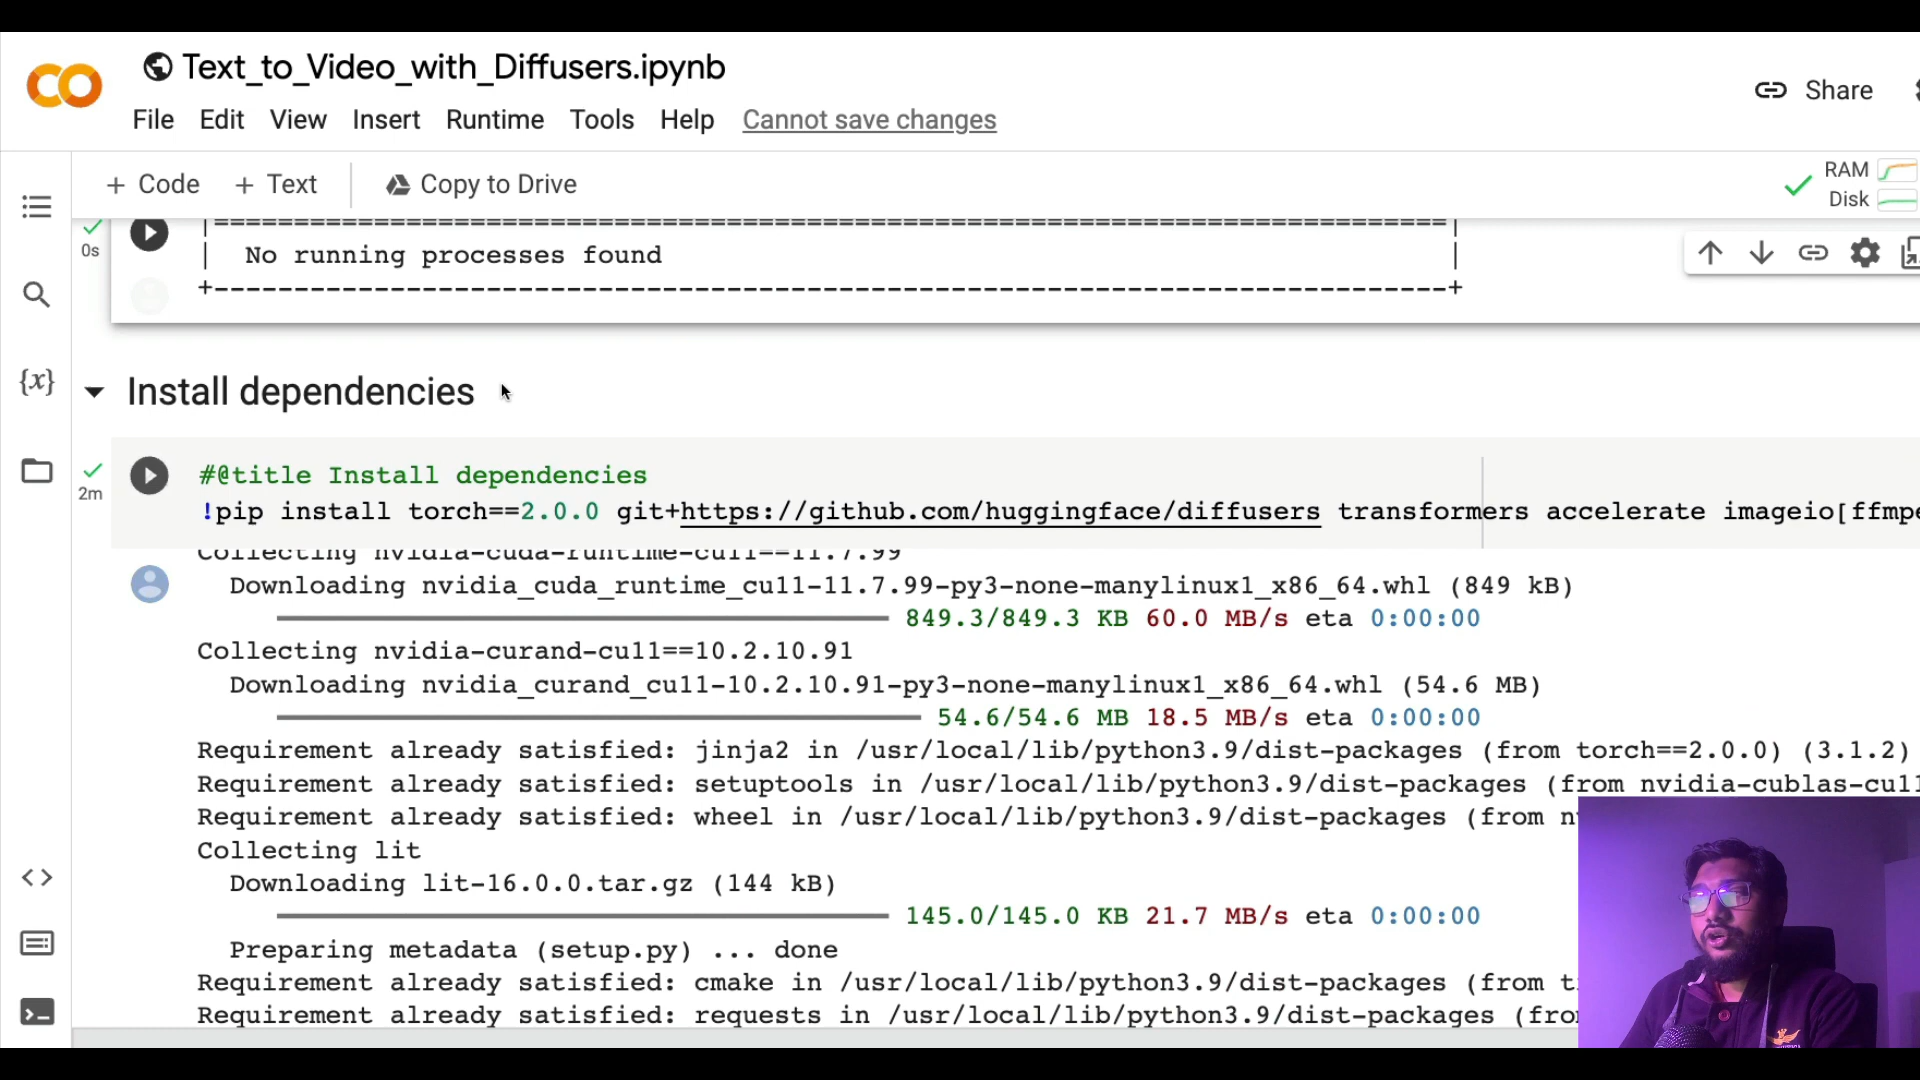 Text_to_Video_with_Diffusers.ipynb
Share
File Edit View Insert Runtime Tools Help Cannot save changes
+ Code + Text Copy to Drive
RAM
Disk
0s
| No running processes found |
+-----------------------------------------------------------------------------+
{x}
Install dependencies
2m
#@title Install dependencies
!pip install torch==2.0.0 git+https://github.com/huggingface/diffusers transformers accelerate imageio[ffmpe
Collecting nvidia-cuda-runtime-cu11==11.7.99
Downloading nvidia_cuda_runtime_cu11-11.7.99-py3-none-manylinux1_x86_64.whl (849 kB)
849.3/849.3 KB 60.0 MB/s eta 0:00:00
Collecting nvidia-curand-cu11==10.2.10.91
Downloading nvidia_curand_cu11-10.2.10.91-py3-none-manylinux1_x86_64.whl (54.6 MB)
54.6/54.6 MB 18.5 MB/s eta 0:00:00
Requirement already satisfied: jinja2 in /usr/local/lib/python3.9/dist-packages (from torch==2.0.0) (3.1.2)
Requirement already satisfied: setuptools in /usr/local/lib/python3.9/dist-packages (from nvidia-cublas-cu11
Requirement already satisfied: wheel in /usr/local/lib/python3.9/dist-packages (from
Collecting lit
Downloading lit-16.0.0.tar.gz (144 kB)
145.0/145.0 KB 21.7 MB/s eta 0:00:00
Preparing metadata (setup.py) ... done
Requirement already satisfied: cmake in /usr/local/lib/python3.9/dist-packages (from
Requirement already satisfied: requests in /usr/local/lib/python3.9/dist-packages